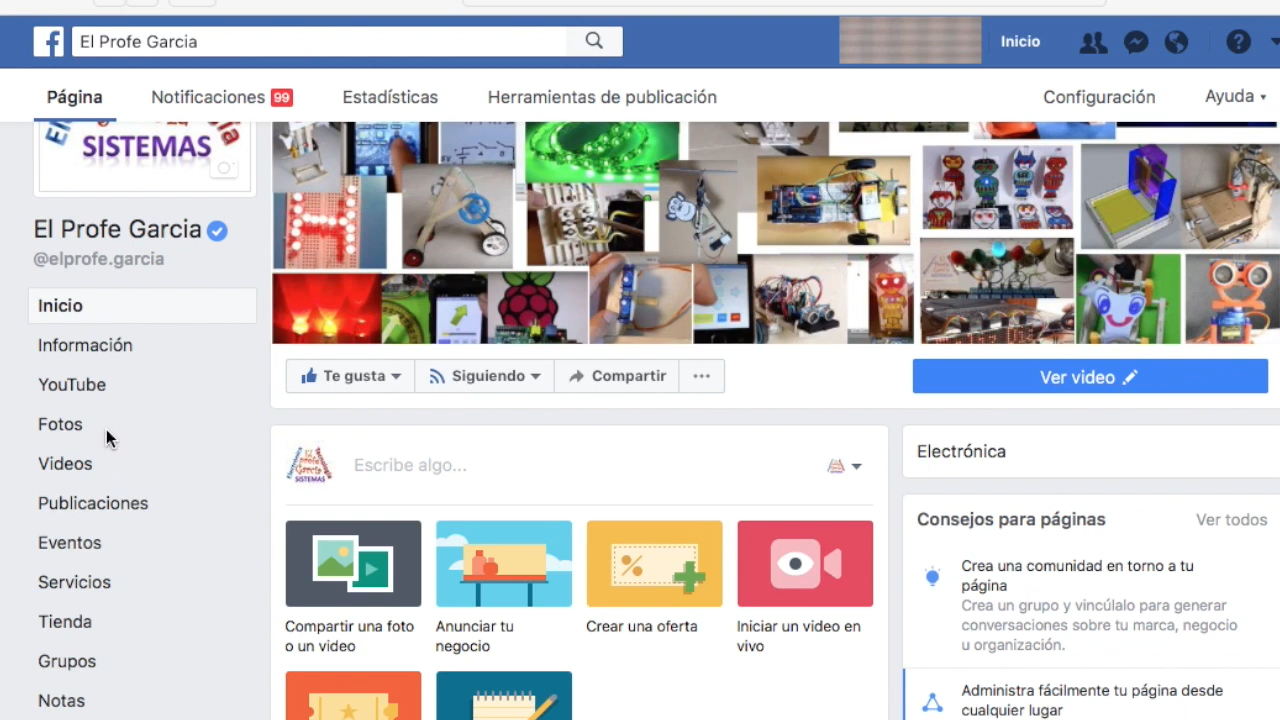 El Profe Garcia
Inicio
Página
Notificaciones 99
Estadísticas
Herramientas de publicación
Configuración
Ayuda
SISTEMAS
El Profe Garcia
@elprofe.garcia
Inicio
Información
YouTube
Fotos
Videos
Publicaciones
Eventos
Servicios
Tienda
Grupos
Notas
Te gusta
Siguiendo
Compartir
...
Ver video
El Profe Garcia
SISTEMAS
Escribe algo...
Compartir una foto
o un video
Anunciar tu
negocio
Crear una oferta
Iniciar un video en
vivo
Electrónica
Consejos para páginas
Ver todos
Crea una comunidad en torno a tu
página
Crea un grupo y vincúlalo para generar
conversaciones sobre tu marca, negocio
u organización.
Administra fácilmente tu página desde
cualquier lugar